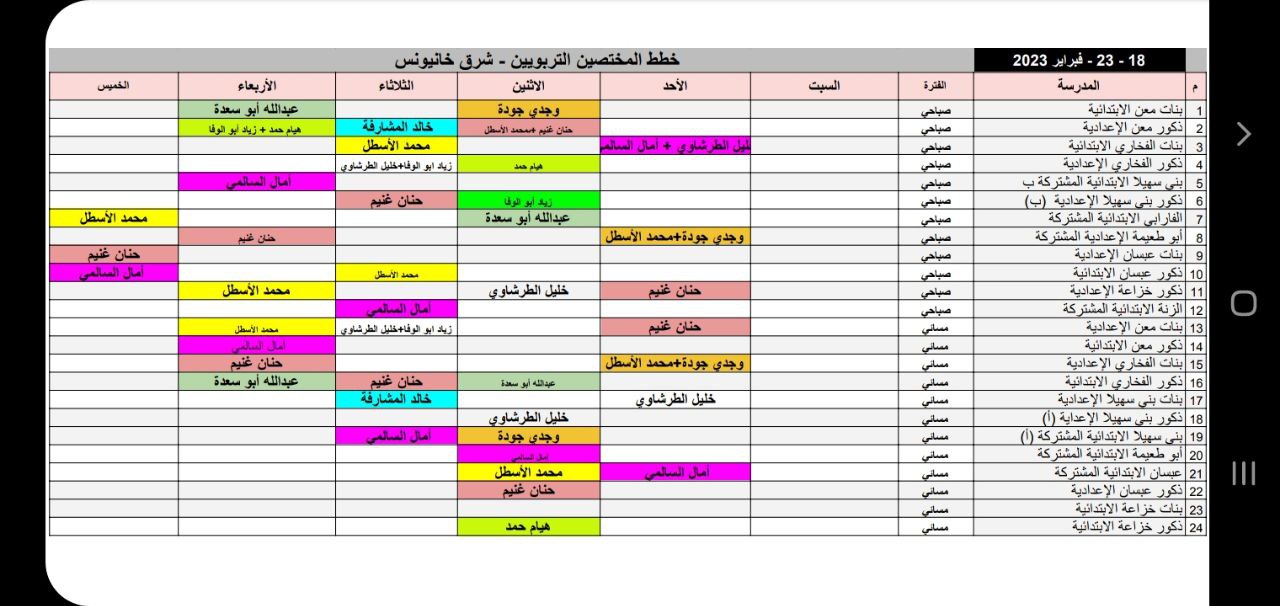 18 - 23 - فبراير 2023 خطط المختصين التربويين - شرق خانيونس
م المدرسة الفترة السبت الأحد الاثنين الثلاثاء الأربعاء الخميس
1 بنات معن الابتدائية صباحي وجدي جودة عبدالله أبو سعدة
2 ذكور معن الإعدادية صباحي حنان غنيم +محمد الأسطل خالد المشارفة هيام حمد + زياد أبو الوفا
3 بنات الفخاري الابتدائية صباحي خليل الطرشاوي + أمال السالمي محمد الأسطل
4 ذكور الفخاري الإعدادية صباحي هيام حمد زياد ابو الوفا+خليل الطرشاوي
5 بني سهيلا الابتدائية المشتركة ب صباحي أمال السالمي
6 ذكور بني سهيلا الإعدادية (ب) صباحي زياد أبو الوفا حنان غنيم
7 الفارابي الابتدائية المشتركة صباحي عبدالله أبو سعدة محمد الأسطل
8 أبو طعيمة الإعدادية المشتركة صباحي وجدي جودة+محمد الأسطل حنان غنيم
9 بنات عبسان الإعدادية صباحي حنان غنيم
10 ذكور عبسان الابتدائية صباحي محمد الأسطل أمال السالمي
11 ذكور خزاعة الإعدادية صباحي حنان غنيم خليل الطرشاوي محمد الأسطل
12 الزنة الابتدائية المشتركة صباحي أمال السالمي
13 بنات معن الإعدادية مسائي حنان غنيم زياد ابو الوفا+خليل الطرشاوي محمد الأسطل
14 ذكور معن الابتدائية مسائي أمال السالمي
15 بنات الفخاري الإعدادية مسائي وجدي جودة+محمد الأسطل حنان غنيم
16 ذكور الفخاري الابتدائية مسائي عبدالله أبو سعدة حنان غنيم عبدالله أبو سعدة
17 بنات بني سهيلا الإعدادية مسائي خليل الطرشاوي خالد المشارفة
18 ذكور بني سهيلا الإعداية (أ) مسائي خليل الطرشاوي
19 بني سهيلا الابتدائية المشتركة (أ) مسائي وجدي جودة أمال السالمي
20 أبو طعيمة الابتدائية المشتركة مسائي أمال السالمي
21 عبسان الابتدائية المشتركة مسائي أمال السالمي محمد الأسطل
22 ذكور عبسان الإعدادية مسائي حنان غنيم
23 بنات خزاعة الابتدائية مسائي
24 ذكور خزاعة الابتدائية مسائي هيام حمد